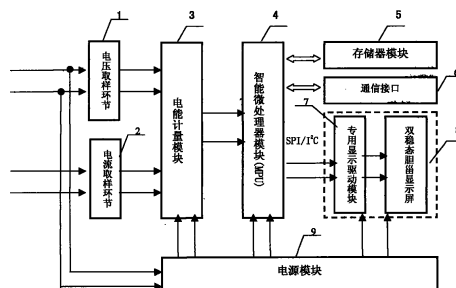 1
3
4
5
电压取样环节
电能计量模块
智能微处理器模块(MPU)
存储器模块
通信接口
6
7
2
电流取样环节
SPI/I²C
专用显示驱动模块
双稳态胆甾显示屏
8
9
电源模块